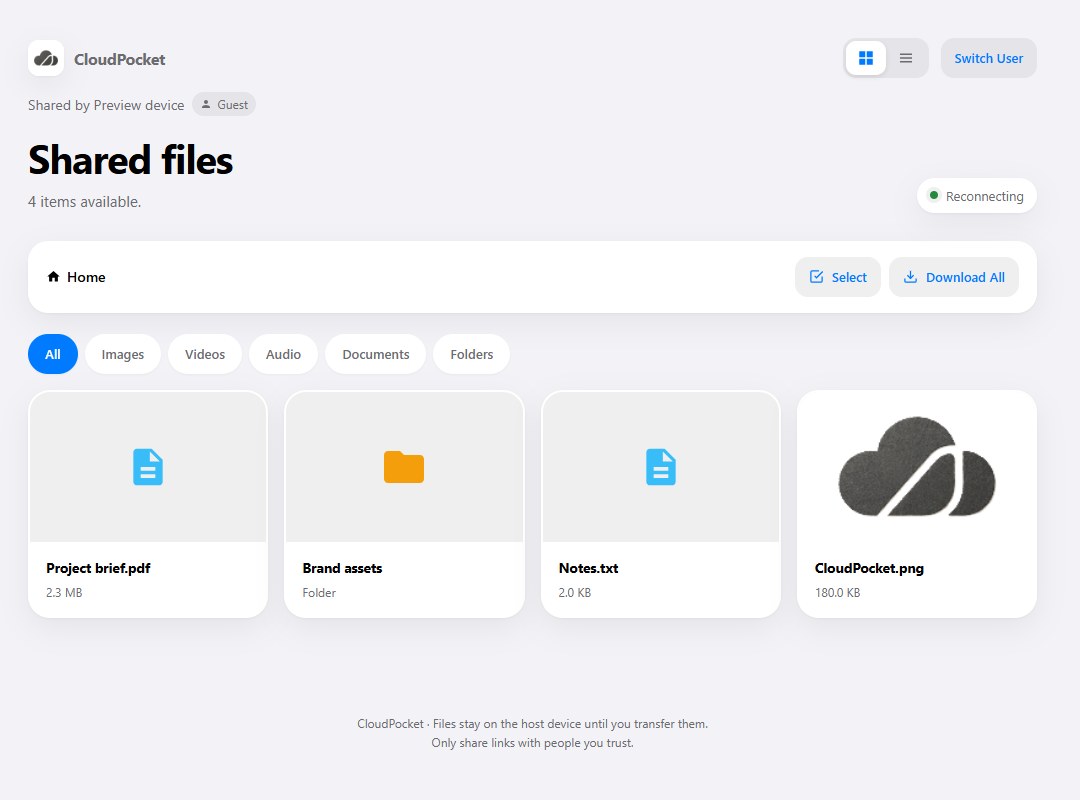 CloudPocket
Switch User
Shared by Preview device
Guest
Shared files
4 items available.
Reconnecting
Home
Select
Download All
All
Images
Videos
Audio
Documents
Folders
Project brief.pdf
2.3 MB
Brand assets
Folder
Notes.txt
2.0 KB
CloudPocket.png
180.0 KB
CloudPocket · Files stay on the host device until you transfer them.
Only share links with people you trust.